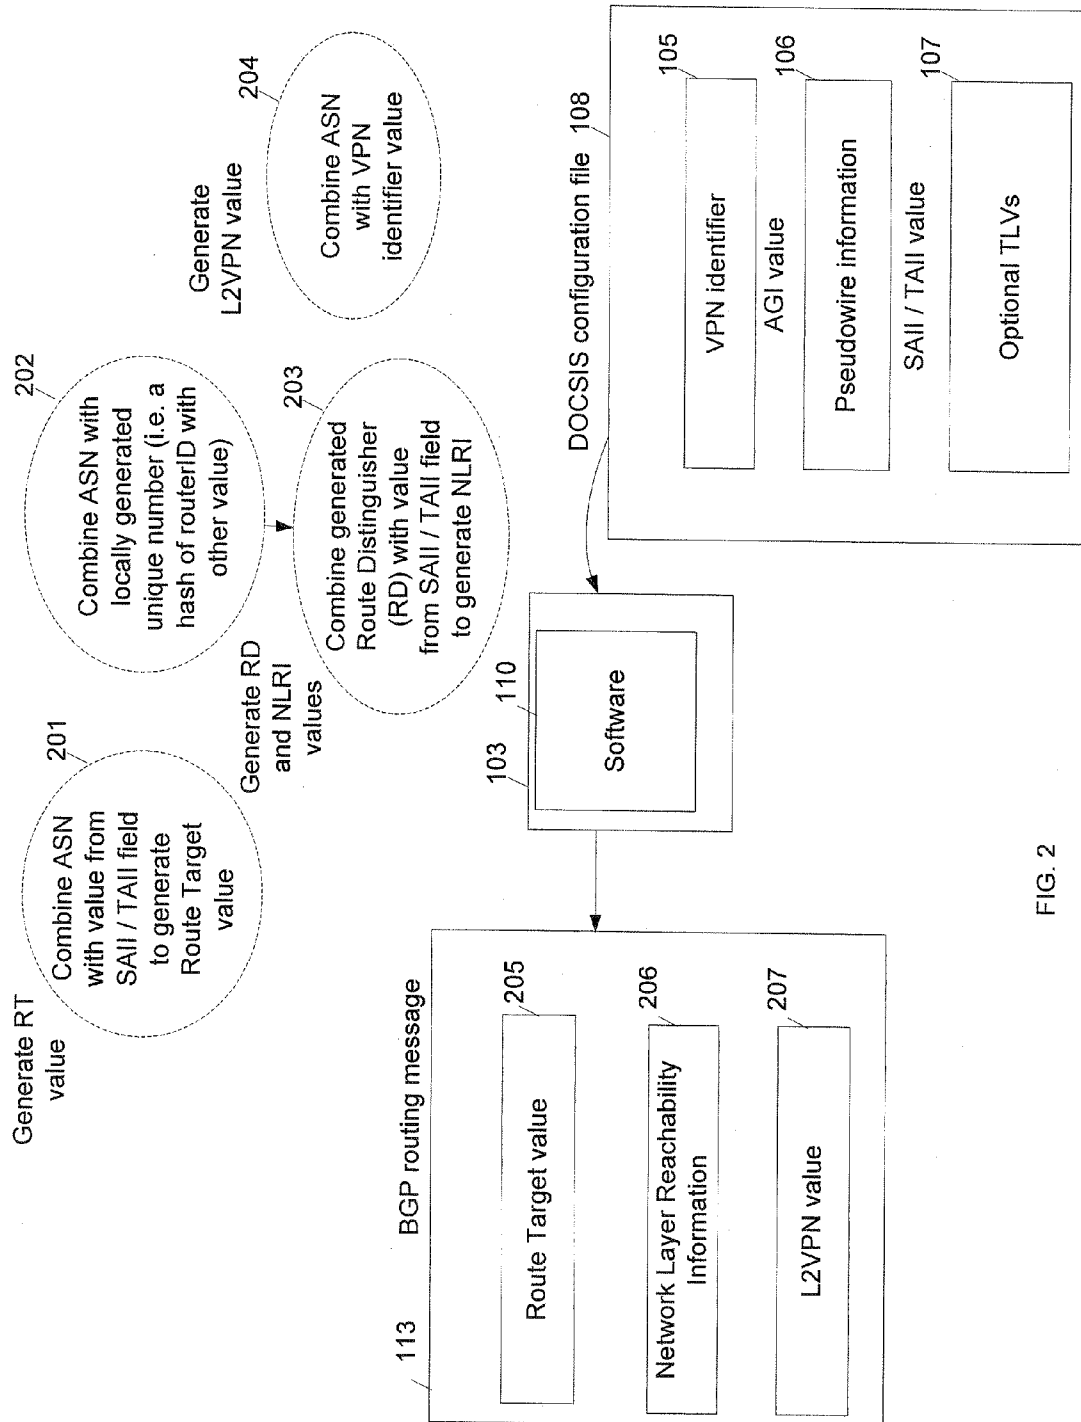 Generate RT
value
201
Combine ASN
with value from
SAII / TAII field
to generate
Route Target
value
202
Combine ASN with
locally generated
unique number (i.e. a
hash of routerID with
other value)
Generate RD
and NLRI
values
203
Combine generated
Route Distinguisher
(RD) with value
from SAII / TAII field
to generate NLRI
Generate
L2VPN value
204
Combine ASN
with VPN
identifier value
113
BGP routing message
205
Route Target value
206
Network Layer Reachability
Information
207
L2VPN value
103
110
Software
DOCSIS configuration file 108
105
VPN identifier
AGI value
106
Pseudowire information
SAII / TAII value
107
Optional TLVs
FIG. 2